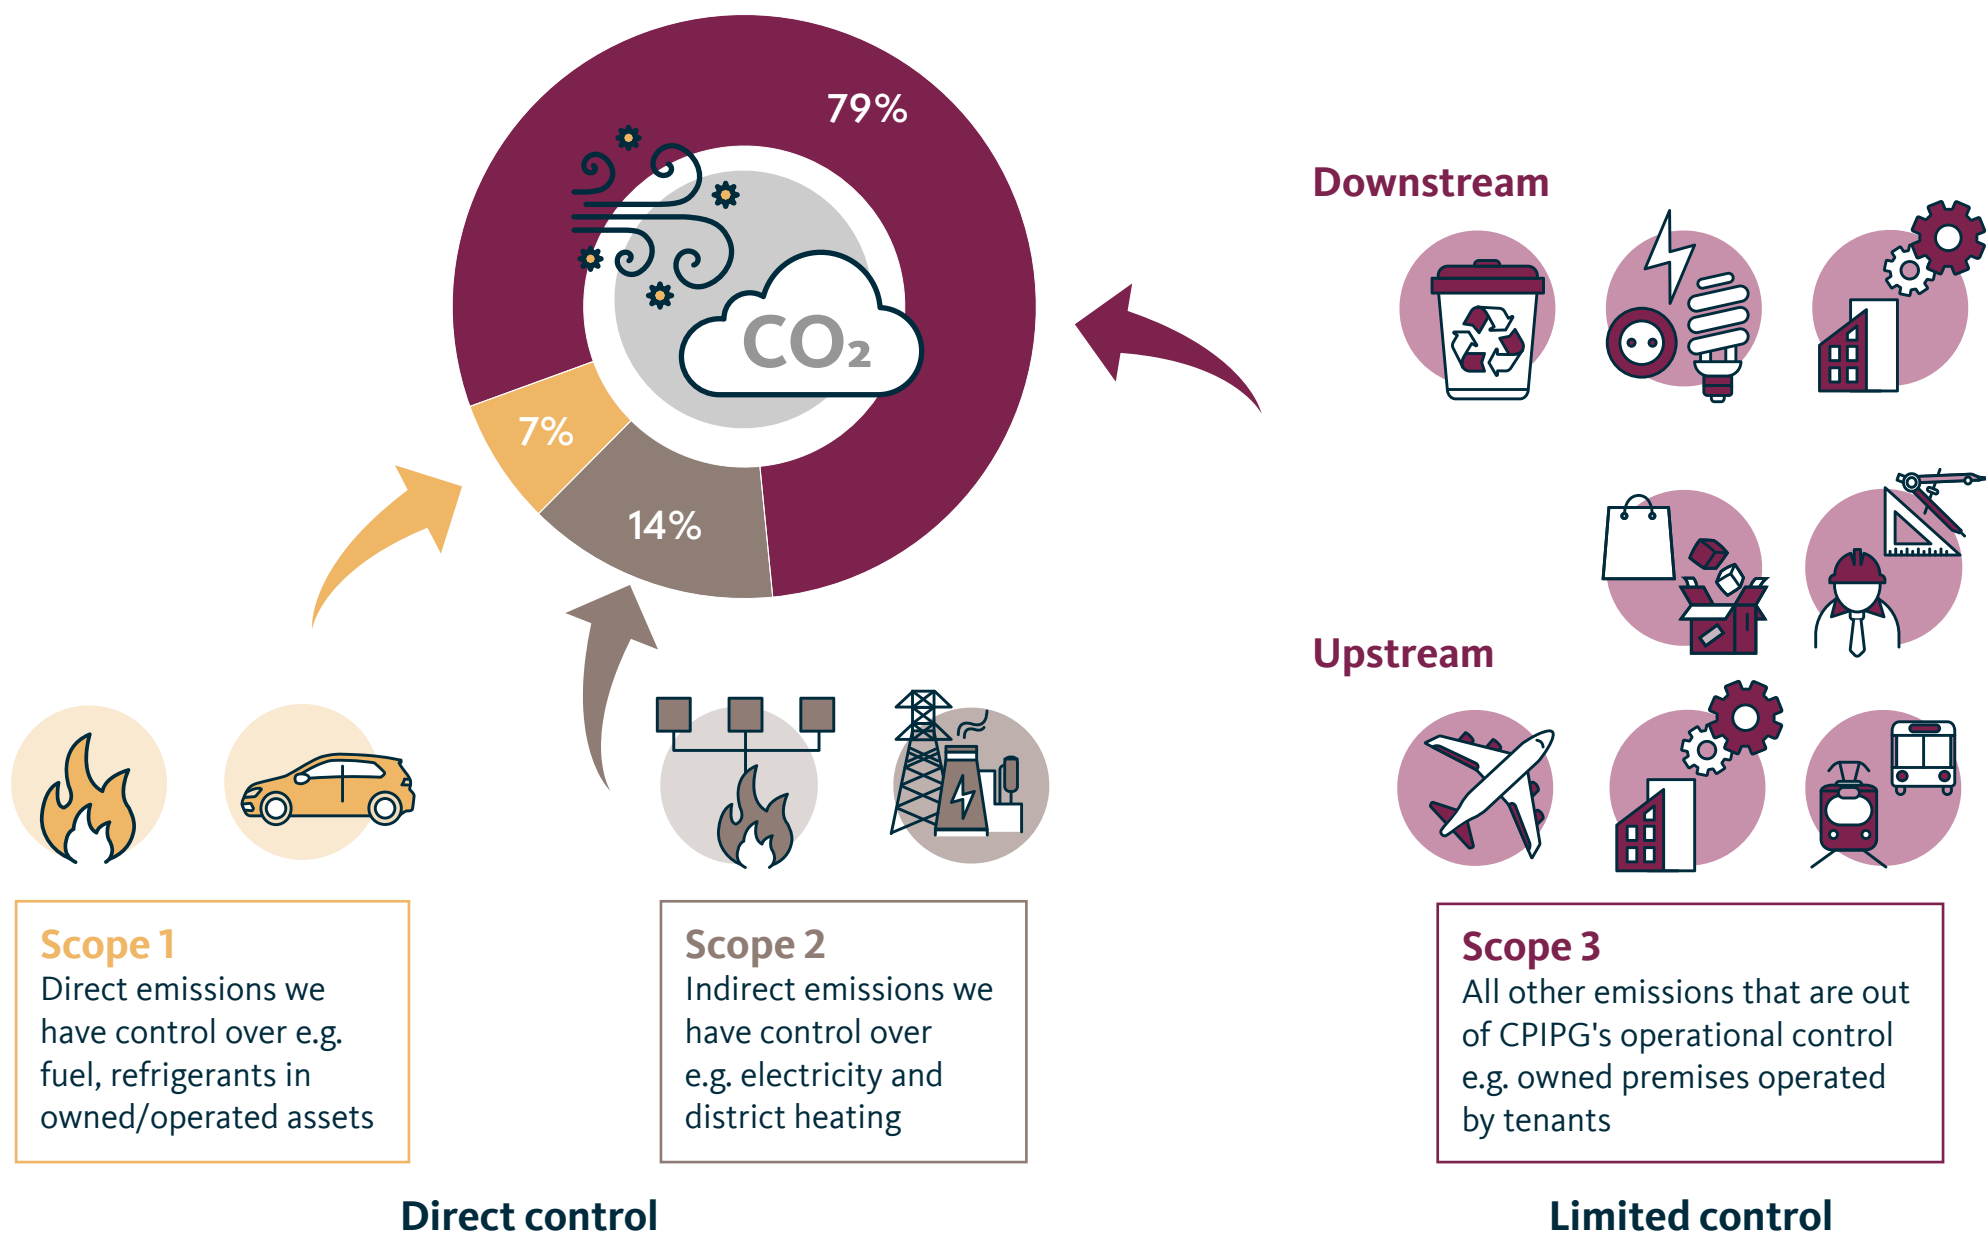 79%
7%
14%
CO₂
Downstream
Upstream
Scope 1
Direct emissions we
have control over e.g.
fuel, refrigerants in
owned/operated assets
Scope 2
Indirect emissions we
have control over
e.g. electricity and
district heating
Scope 3
All other emissions that are out
of CPIPG's operational control
e.g. owned premises operated
by tenants
Direct control
Limited control